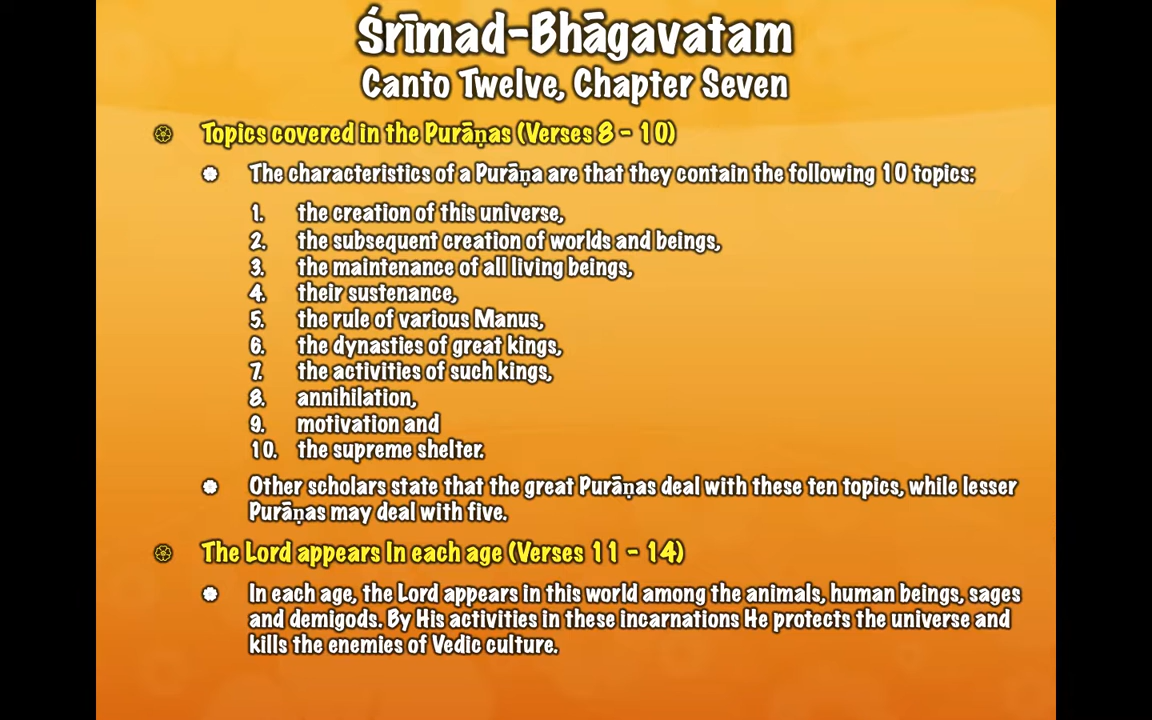 Śrīmad-Bhāgavatam
Canto Twelve, Chapter Seven
Topics covered in the Purāṇas (Verses 8 – 10)
The characteristics of a Purāṇa are that they contain the following 10 topics:
1. the creation of this universe,
2. the subsequent creation of worlds and beings,
3. the maintenance of all living beings,
4. their sustenance,
5. the rule of various Manus,
6. the dynasties of great kings,
7. the activities of such kings,
8. annihilation,
9. motivation and
10. the supreme shelter.
Other scholars state that the great Purāṇas deal with these ten topics, while lesser
Purāṇas may deal with five.
The Lord appears In each age (Verses 11 – 14)
In each age, the Lord appears in this world among the animals, human beings, sages
and demigods. By His activities in these incarnations He protects the universe and
kills the enemies of Vedic culture.